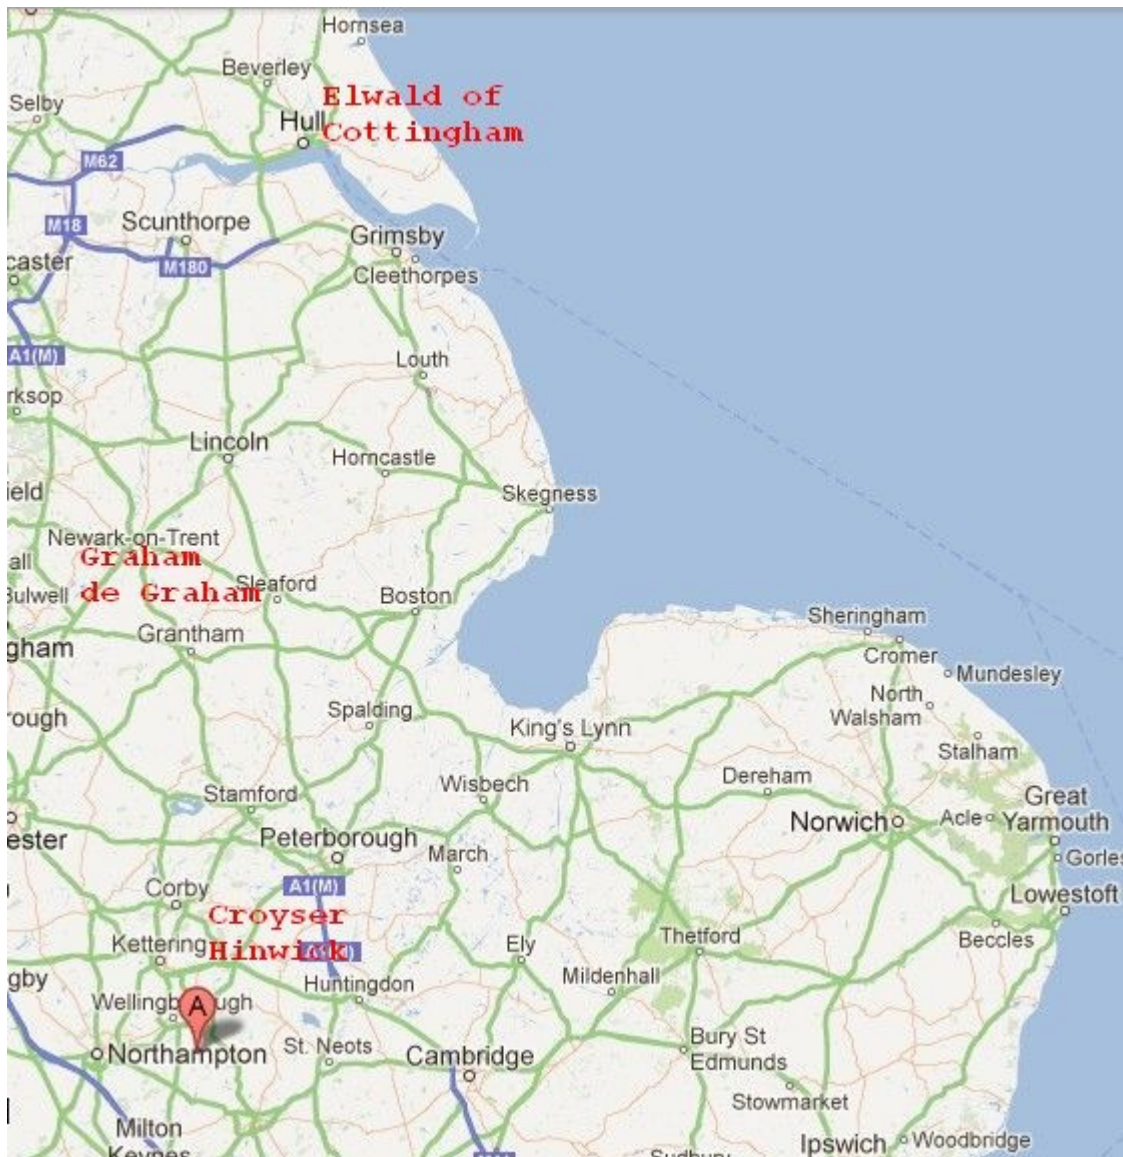 Hornsea
Beverley
Elwald of
Selby
Hull
Cottingham
M62
M18
Scunthorpe
Grimsby
caster
M180
Cleethorpes
A1(M)
Louth
rksop
Lincoln
Horncastle
ield
Skegness
Newark-on-Trent
Graham
all
de Graham
Sleaford
Bulwell
Boston
Sheringham
Grantham
gham
Cromer
Mundesley
North
Walsham
rough
Spalding
King's Lynn
Stalham
Dereham
Wisbech
Stamford
Great
Yarmouth
Norwich
Acle
ester
Peterborough
March
Gorles
A1(M)
Corby
Lowestoft
Croyser
Thetford
Beccles
Kettering
Hinwick
Ely
Mildenhall
gby
Huntingdon
Wellingborough
A
Northampton
St. Neots
Cambridge
Bury St
Edmunds
Stowmarket
Milton
Keynes
Ipswich
Woodbridge
Sudbury